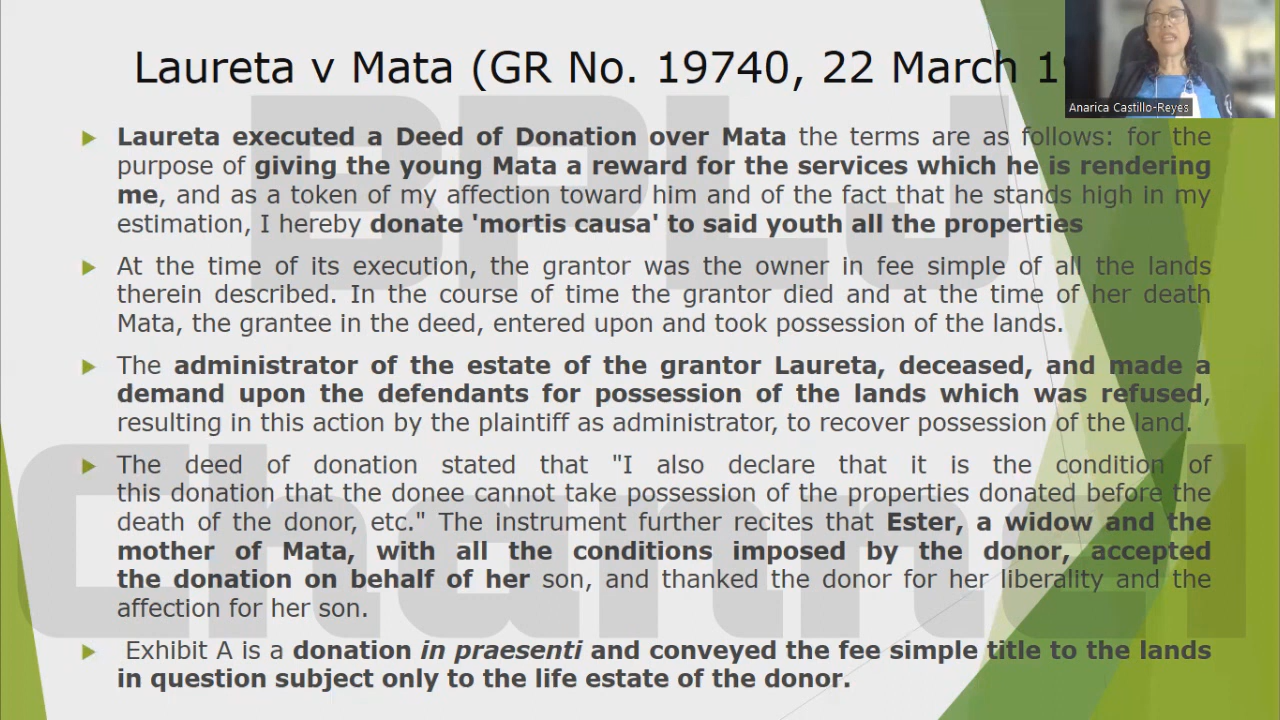 Laureta v Mata (GR No. 19740, 22 March 19
Anarica Castillo-Reyes
Laureta executed a Deed of Donation over Mata the terms are as follows: for the
purpose of giving the young Mata a reward for the services which he is rendering
me, and as a token of my affection toward him and of the fact that he stands high in my
estimation, I hereby donate 'mortis causa' to said youth all the properties
At the time of its execution, the grantor was the owner in fee simple of all the lands
therein described. In the course of time the grantor died and at the time of her death
Mata, the grantee in the deed, entered upon and took possession of the lands.
The administrator of the estate of the grantor Laureta, deceased, and made a
demand upon the defendants for possession of the lands which was refused,
resulting in this action by the plaintiff as administrator, to recover possession of the land.
The deed of donation stated that "I also declare that it is the condition of
this donation that the donee cannot take possession of the properties donated before the
death of the donor, etc." The instrument further recites that Ester, a widow and the
mother of Mata, with all the conditions imposed by the donor, accepted
the donation on behalf of her son, and thanked the donor for her liberality and the
affection for her son.
Exhibit A is a donation in praesenti and conveyed the fee simple title to the lands
in question subject only to the life estate of the donor.
BPLJ
Channel